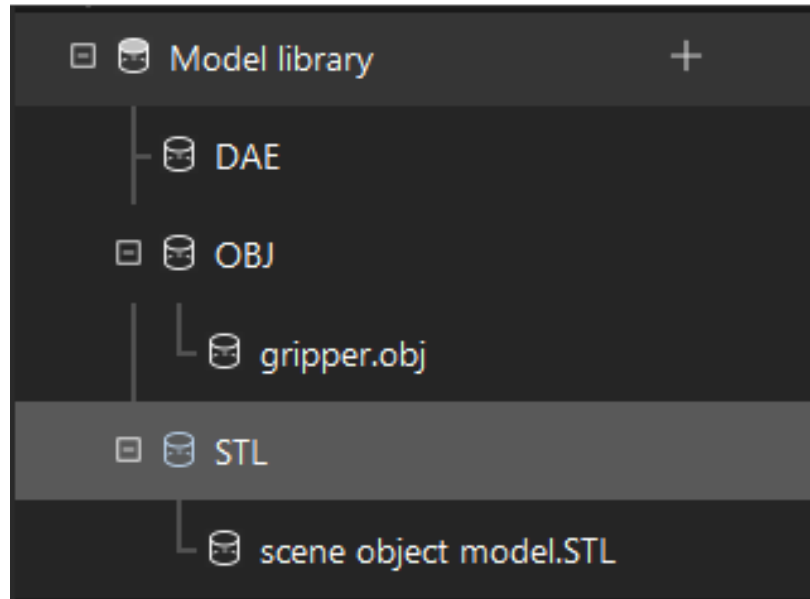 Model library
DAE
OBJ
gripper.obj
STL
scene object model.STL